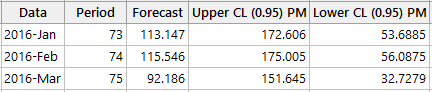 Data Period Forecast Upper CL (0.95) PM Lower CL (0.95) PM
2016-Jan 73 113.147 172.606 53.6885
2016-Feb 74 115.546 175.005 56.0875
2016-Mar 75 92.186 151.645 32.7279